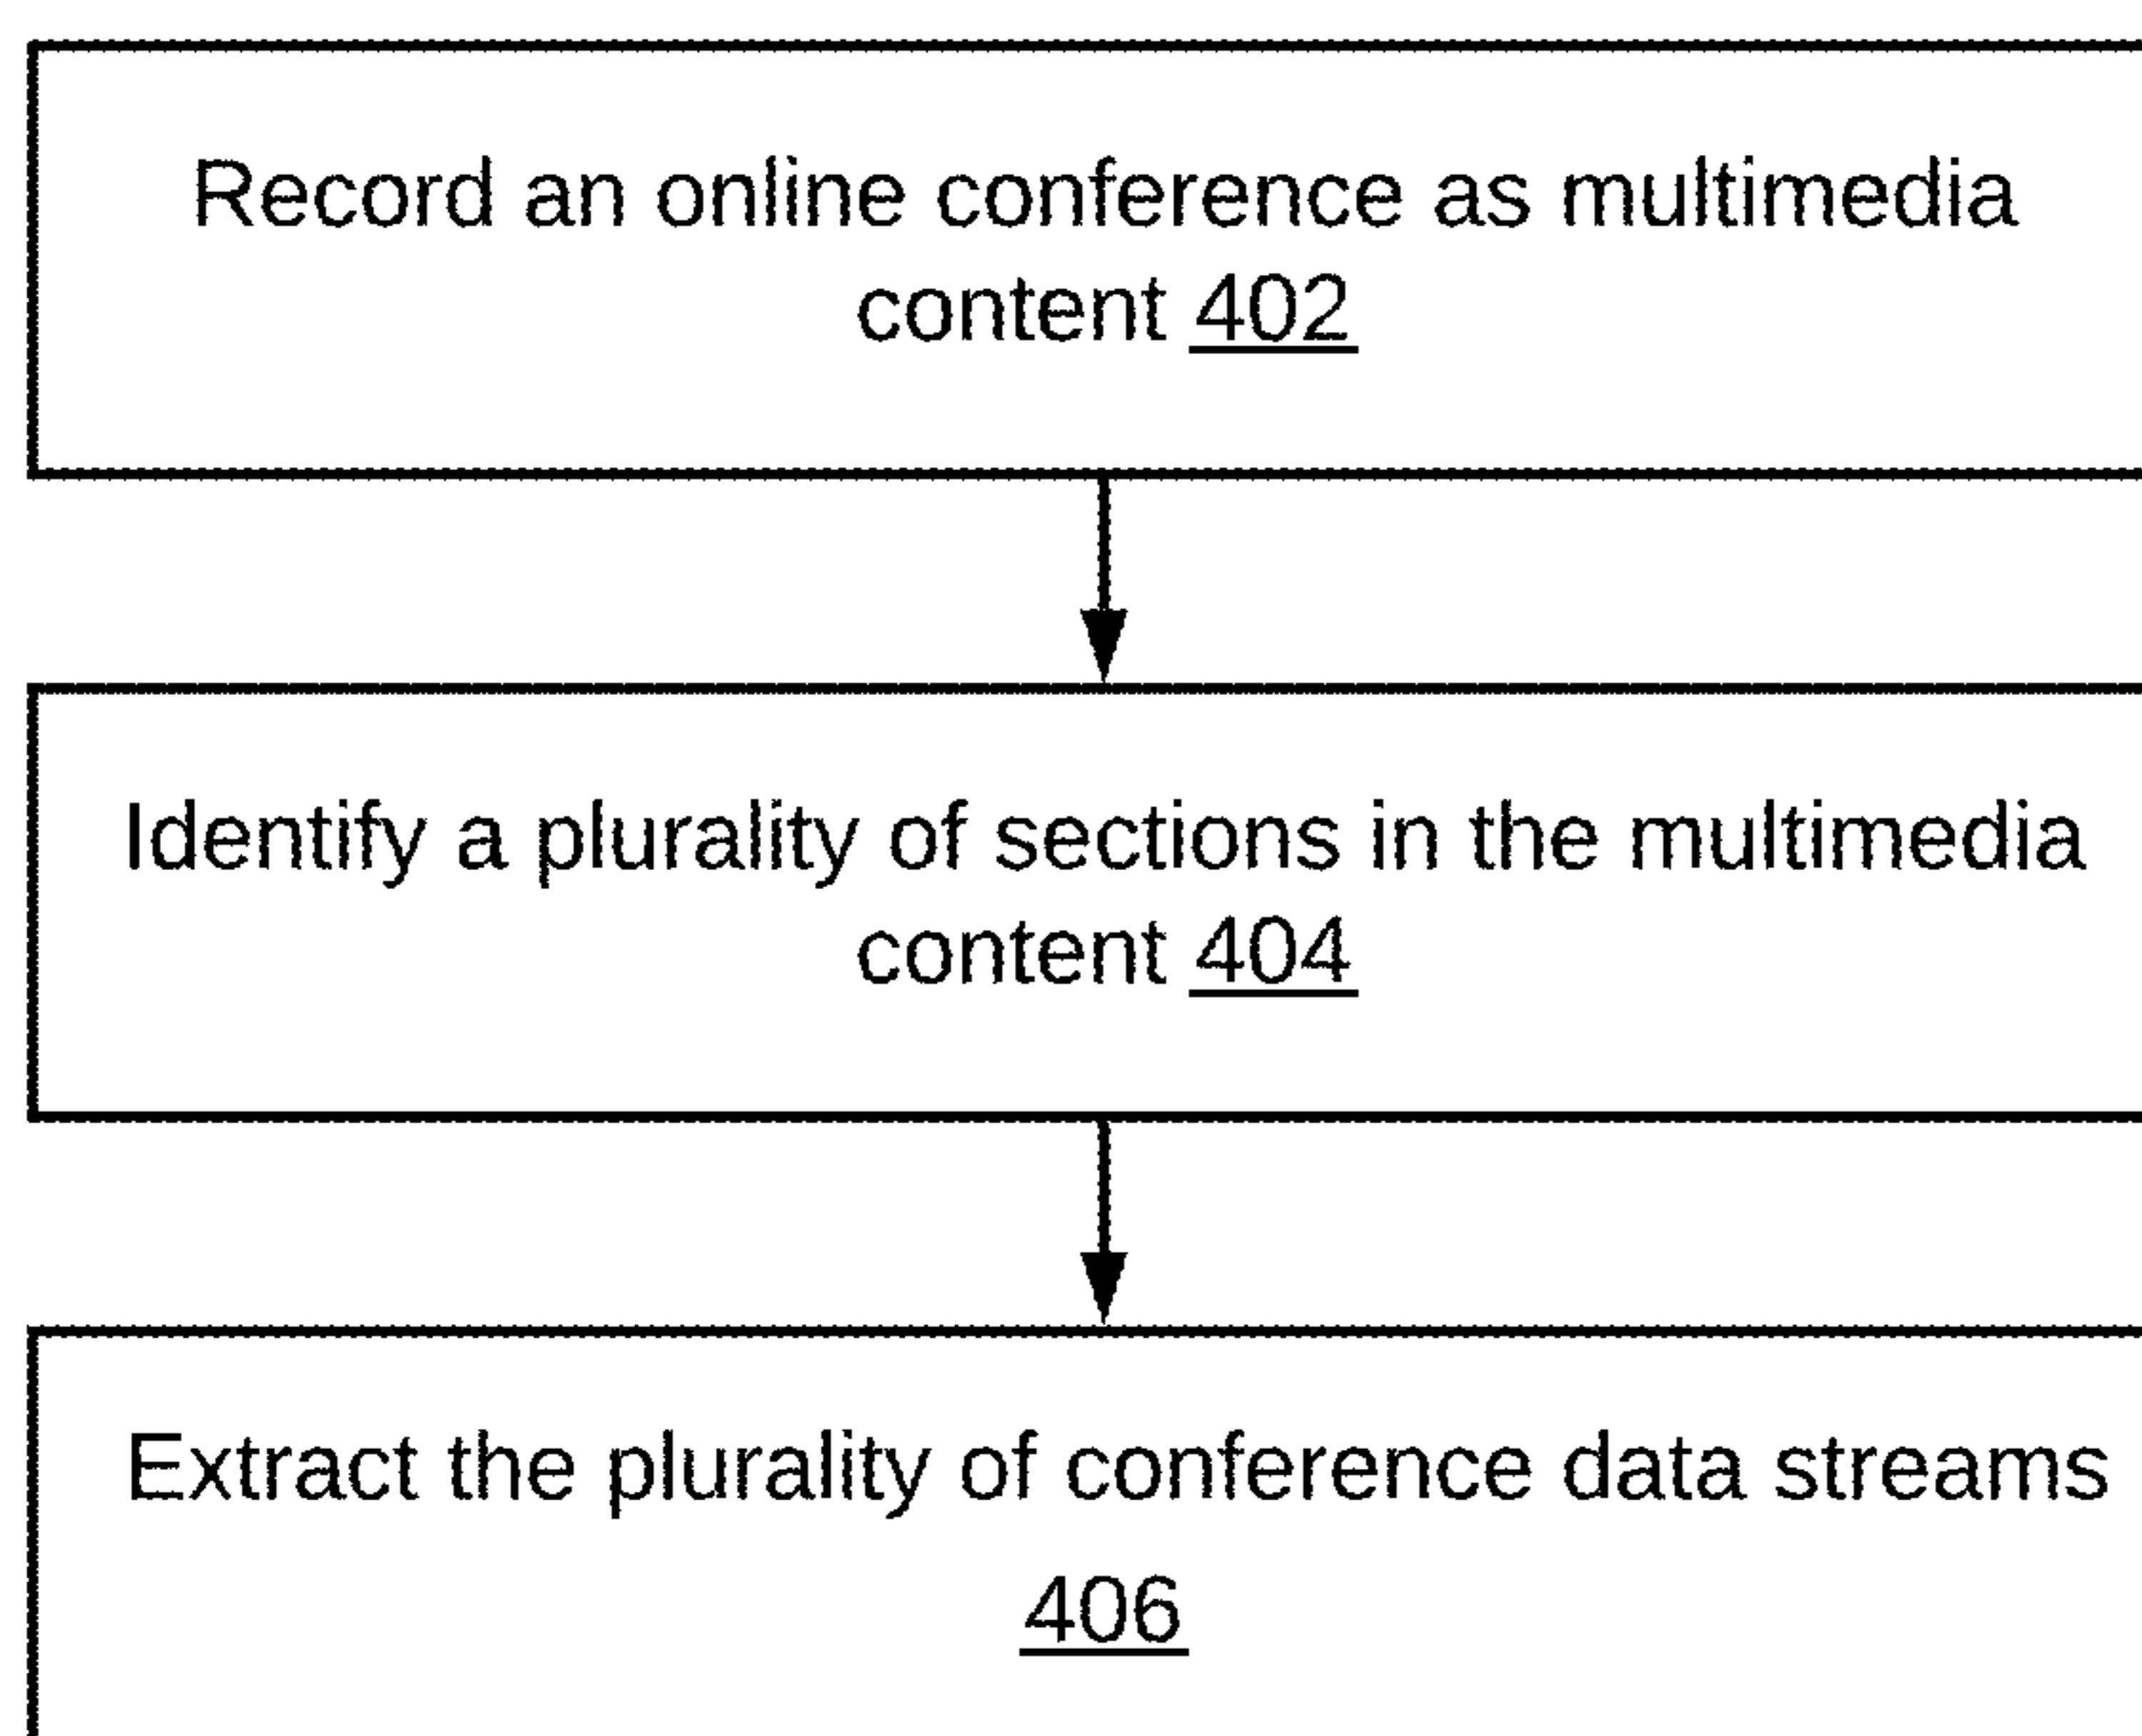 Record an online conference as multimedia
content 402
Identify a plurality of sections in the multimedia
content 404
Extract the plurality of conference data streams
406